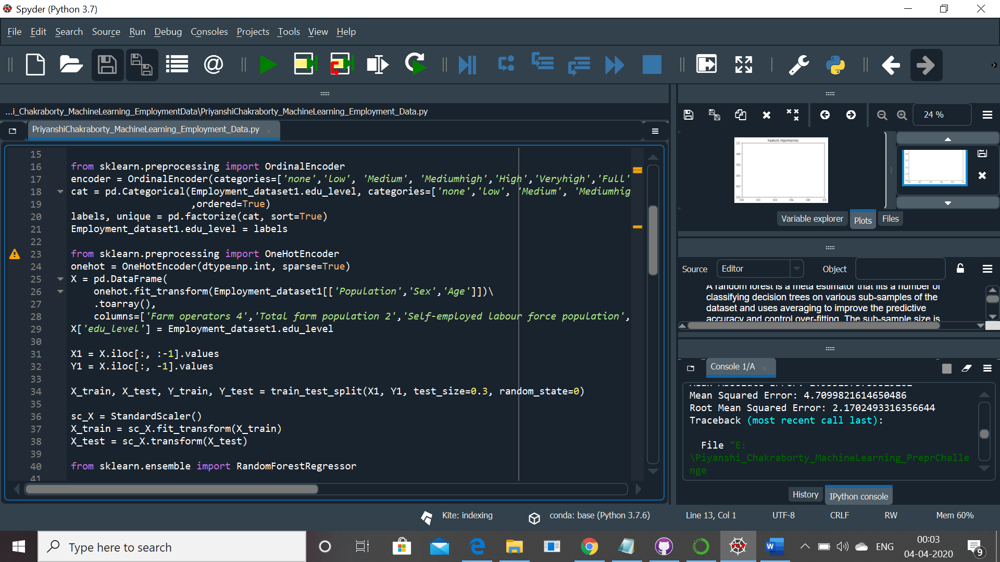 Spyder (Python 3.7)
File Edit Search Source Run Debug Consoles Projects Tools View Help
...i_Chakraborty_MachineLearning_EmploymentData\PriyanshiChakraborty_MachineLearning_Employment_Data.py
PriyanshiChakraborty_MachineLearning_Employment_Data.py
15
16 from sklearn.preprocessing import OrdinalEncoder
17 encoder = OrdinalEncoder(categories=['none','low', 'Medium', 'Mediumhigh','High','Veryhigh','Full'
18 cat = pd.Categorical(Employment_dataset1.edu_level, categories=['none','low', 'Medium', 'Mediumhig
19 ,ordered=True)
20 labels, unique = pd.factorize(cat, sort=True)
21 Employment_dataset1.edu_level = labels
22
23 from sklearn.preprocessing import OneHotEncoder
24 onehot = OneHotEncoder(dtype=np.int, sparse=True)
25 X = pd.DataFrame(
26 onehot.fit_transform(Employment_dataset1[['Population','Sex','Age']])\
27 .toarray(),
28 columns=['Farm operators 4','Total farm population 2','Self-employed labour force population',
29 X['edu_level'] = Employment_dataset1.edu_level
30
31 X1 = X.iloc[:, :-1].values
32 Y1 = X.iloc[:, -1].values
33
34 X_train, X_test, Y_train, Y_test = train_test_split(X1, Y1, test_size=0.3, random_state=0)
35
36 sc_X = StandardScaler()
37 X_train = sc_X.fit_transform(X_train)
38 X_test = sc_X.transform(X_test)
39
40 from sklearn.ensemble import RandomForestRegressor
41
24 %
Feature importances
Variable explorer Plots Files
Source Editor Object
A random forest is a meta estimator that fits a number of
classifying decision trees on various sub-samples of the
dataset and uses averaging to improve the predictive
accuracy and control over-fitting. The sub-sample size is
Console 1/A
Mean Absolute Error:
Mean Squared Error: 4.7099821614650486
Root Mean Squared Error: 2.1702493316356644
Traceback (most recent call last):
File "E:
\Piyanshi_Chakraborty_MachineLearning_PreprChalle
nge
History IPython console
Kite: indexing conda: base (Python 3.7.6) Line 13, Col 1 UTF-8 CRLF RW Mem 60%
Type here to search
ENG
00:03
04-04-2020
9